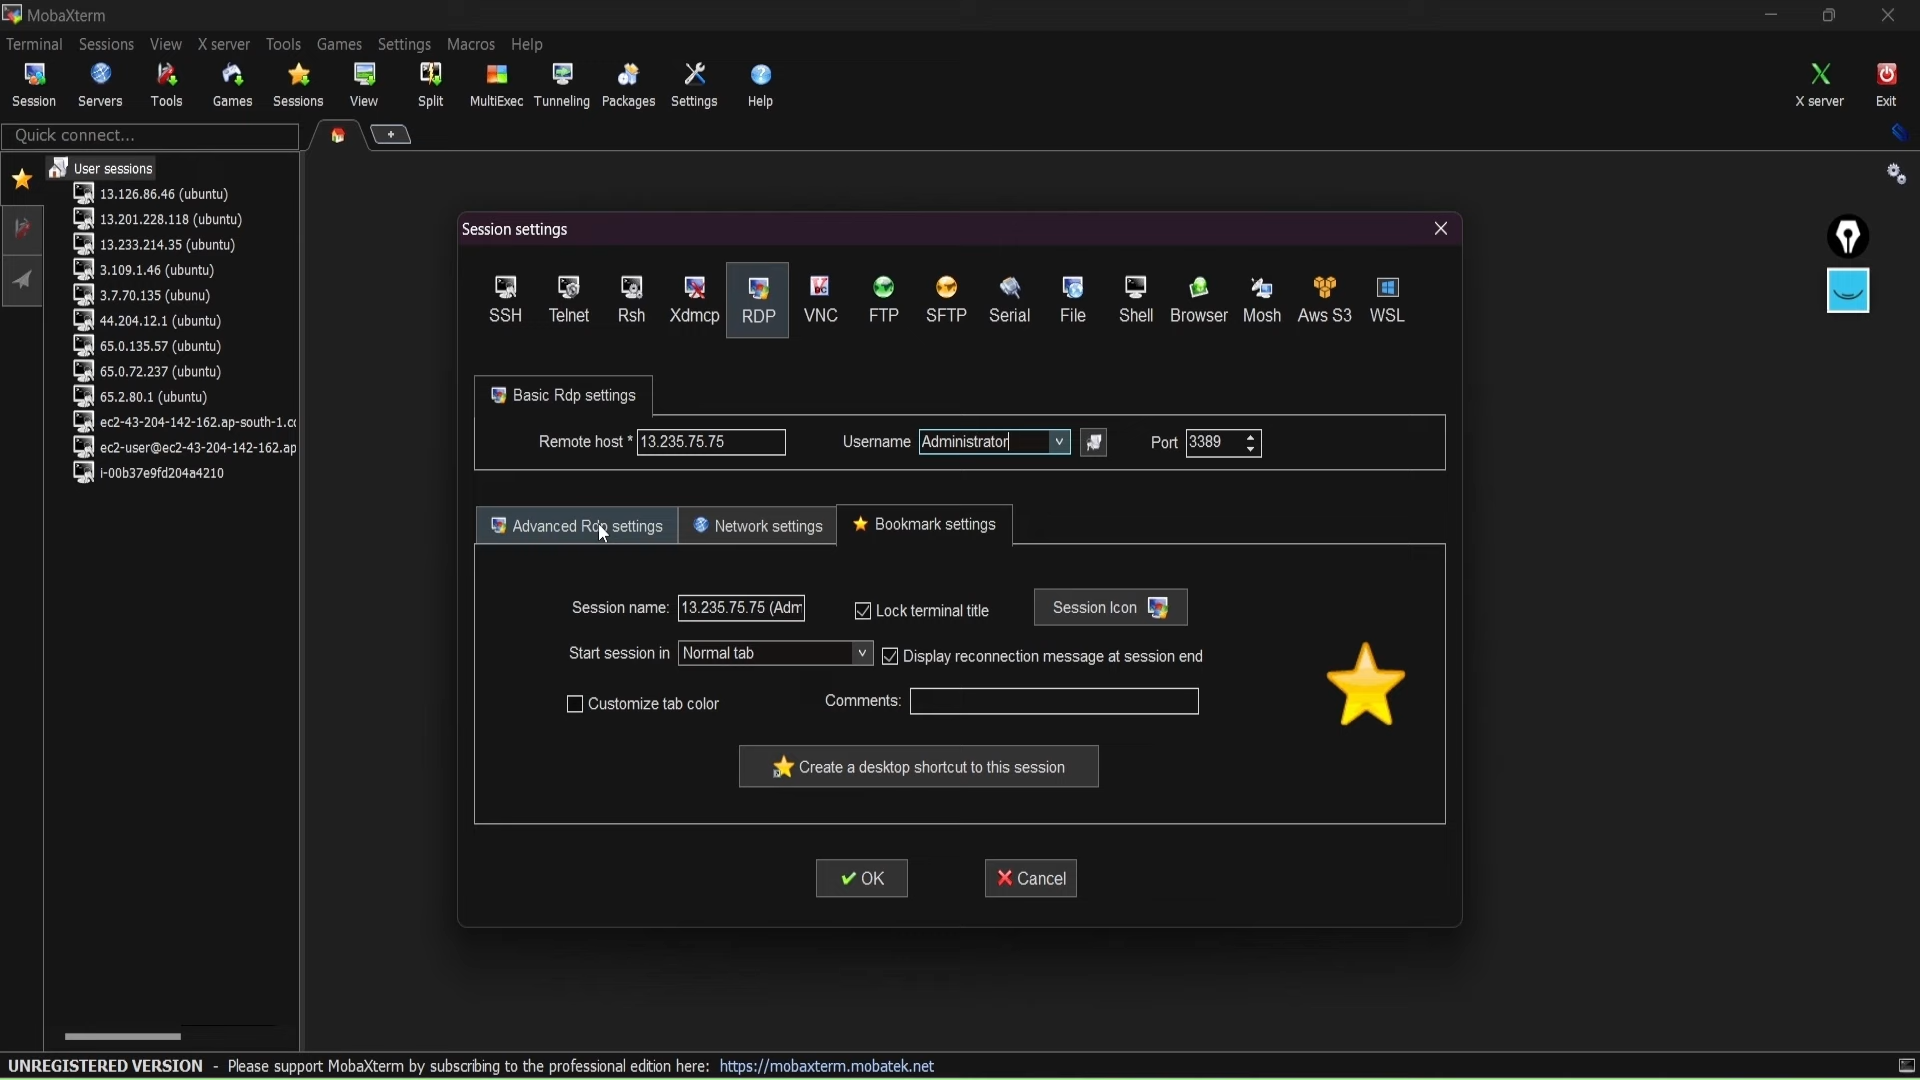 MobaXterm
Terminal Sessions View X server Tools Games Settings Macros Help
Session Servers Tools Games Sessions View Split MultiExec Tunneling Packages Settings Help X server Exit
Quick connect...
+
User sessions
13.126.86.46 (ubuntu)
13.201.228.118 (ubuntu)
13.233.214.35 (ubuntu)
3.109.1.46 (ubuntu)
3.7.70.135 (ubunu)
44.204.12.1 (ubuntu)
65.0.135.57 (ubuntu)
65.0.72.237 (ubuntu)
65.2.80.1 (ubuntu)
ec2-43-204-142-162.ap-south-1.co
ec2-user@ec2-43-204-142-162.ap
i-00b37e9fd204a4210
Session settings
SSH Telnet Rsh Xdmcp RDP VNC FTP SFTP Serial File Shell Browser Mosh Aws S3 WSL
Basic Rdp settings
Remote host * 13.235.75.75 Username Administrator Port 3389
Advanced Rdp settings Network settings Bookmark settings
Session name: 13.235.75.75 (Adm Lock terminal title Session Icon
Start session in Normal tab Display reconnection message at session end
Customize tab color Comments:
Create a desktop shortcut to this session
OK Cancel
UNREGISTERED VERSION - Please support MobaXterm by subscribing to the professional edition here: https://mobaxterm.mobatek.net